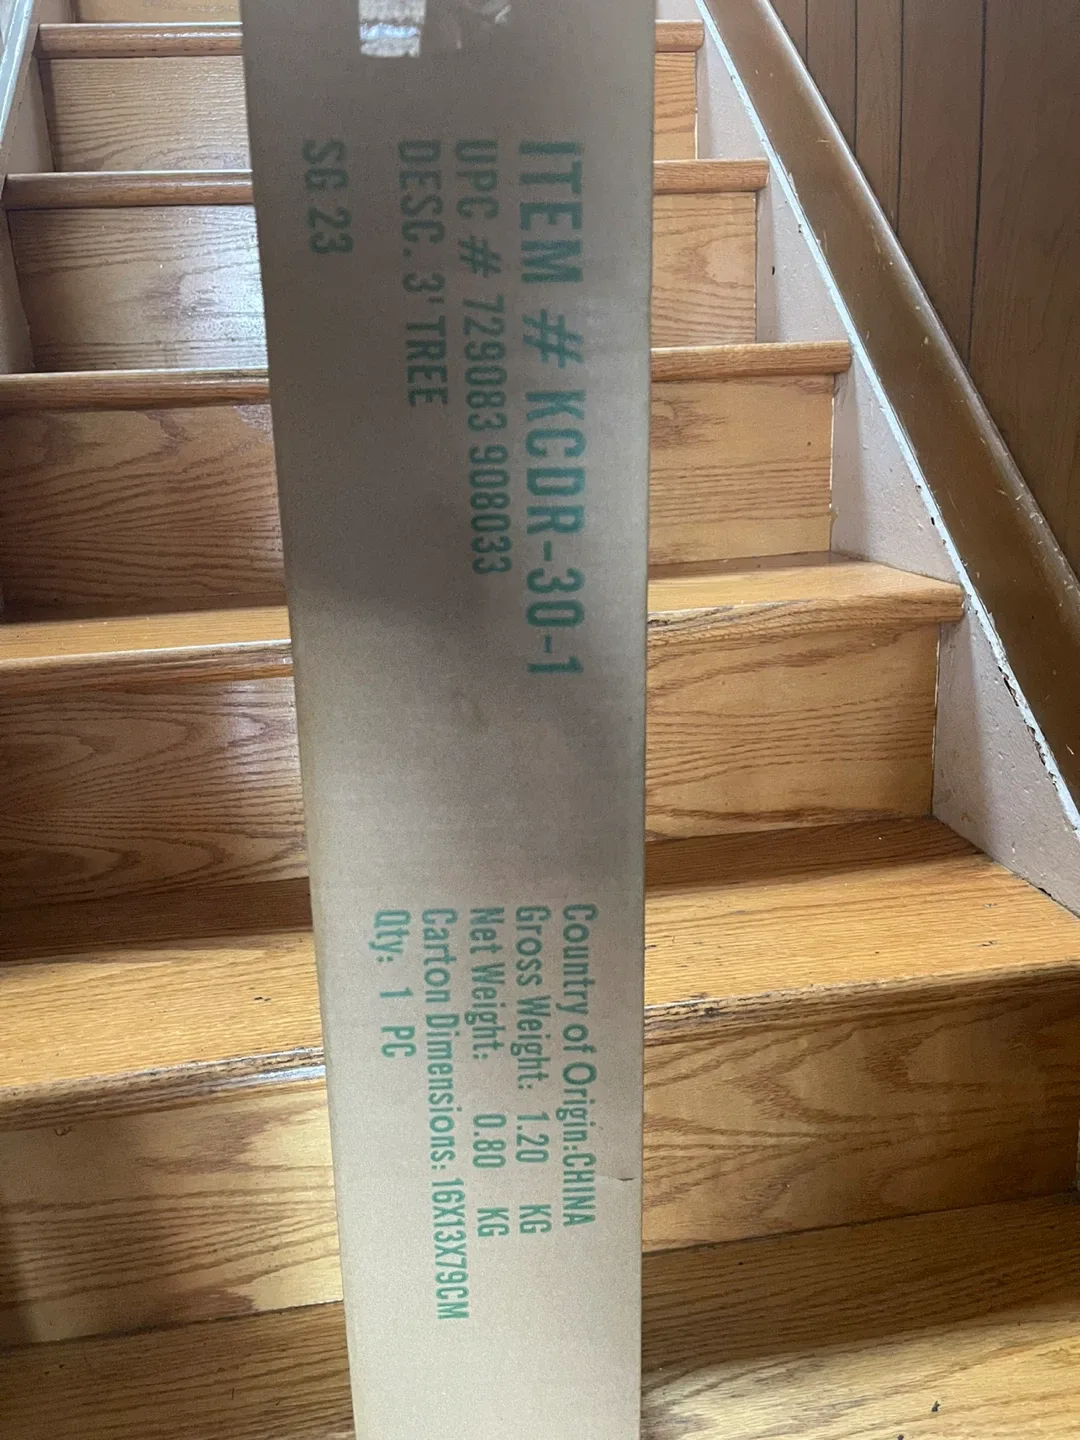 ITEM # KCDR-30-1
UPC # 729083 908033
DESC. 3' TREE
SG 23
Country of Origin:CHINA
Gross Weight: 1.20 KG
Net Weight: 0.80 KG
Carton Dimensions: 16X13X79CM
Qty: 1 PC